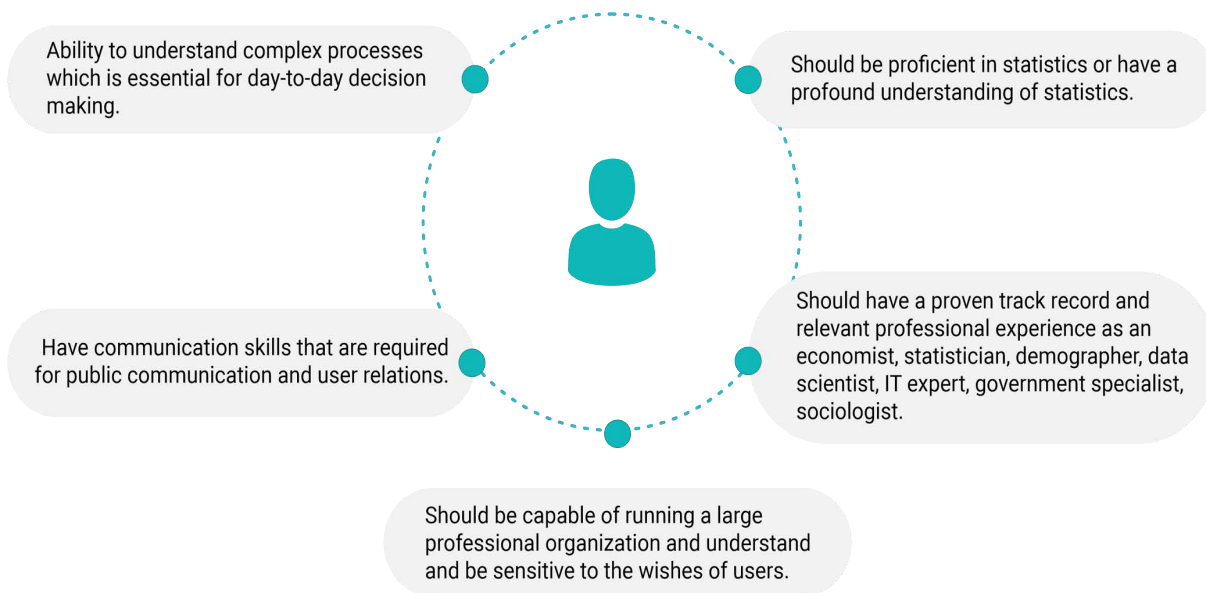 Ability to understand complex processes
which is essential for day-to-day decision
making.
Should be proficient in statistics or have a
profound understanding of statistics.
Have communication skills that are required
for public communication and user relations.
Should have a proven track record and
relevant professional experience as an
economist, statistician, demographer, data
scientist, IT expert, government specialist,
sociologist.
Should be capable of running a large
professional organization and understand
and be sensitive to the wishes of users.